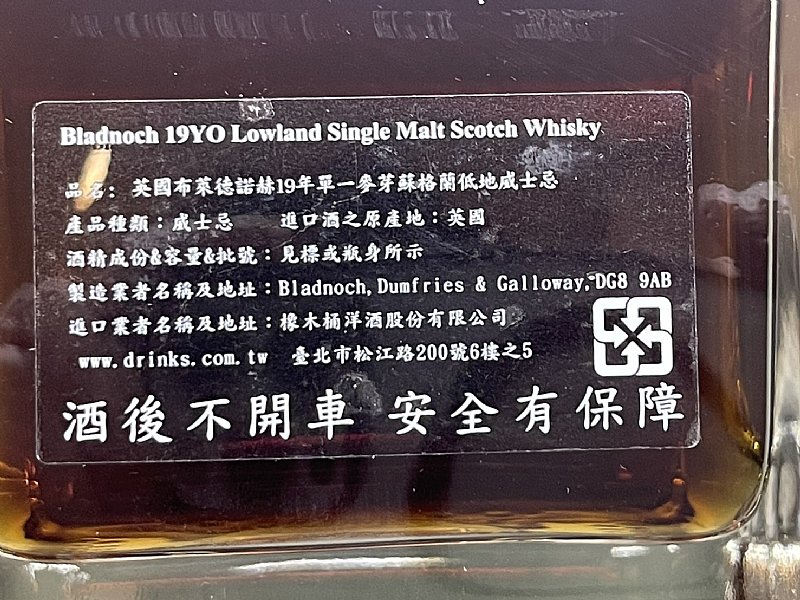 Bladnoch 19YO Lowland Single Malt Scotch Whisky
品名：英國布萊德諾赫19年單一麥芽蘇格蘭低地威士忌
產品種類：威士忌 進口酒之原產地：英國
酒精成份&容量&批號：見標或瓶身所示
製造業者名稱及地址：Bladnoch,Dumfries & Galloway,DG8 9AB
進口業者名稱及地址：橡木桶洋酒股份有限公司
www.drinks.com.tw 臺北市松江路200號6樓之5
酒後不開車 安全有保障